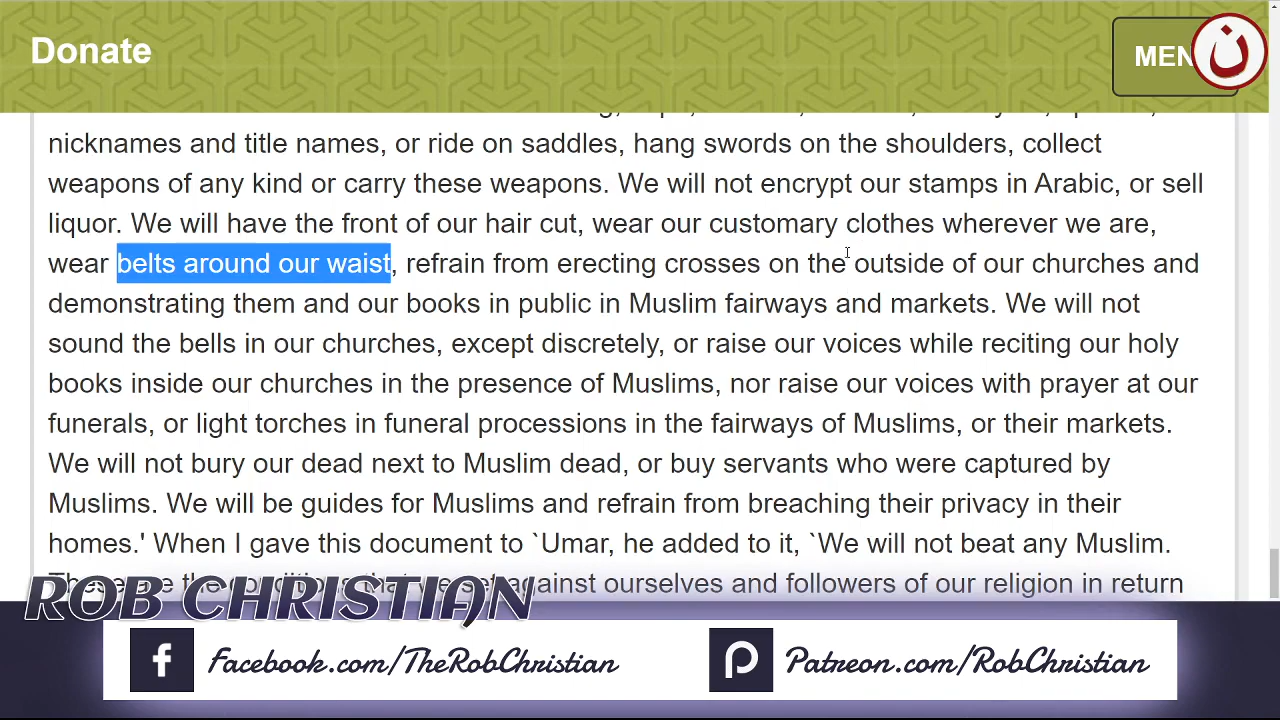 Donate
MEN
ن
nicknames and title names, or ride on saddles, hang swords on the shoulders, collect
weapons of any kind or carry these weapons. We will not encrypt our stamps in Arabic, or sell
liquor. We will have the front of our hair cut, wear our customary clothes wherever we are,
wear belts around our waist, refrain from erecting crosses on the outside of our churches and
demonstrating them and our books in public in Muslim fairways and markets. We will not
sound the bells in our churches, except discretely, or raise our voices while reciting our holy
books inside our churches in the presence of Muslims, nor raise our voices with prayer at our
funerals, or light torches in funeral processions in the fairways of Muslims, or their markets.
We will not bury our dead next to Muslim dead, or buy servants who were captured by
Muslims. We will be guides for Muslims and refrain from breaching their privacy in their
homes.' When I gave this document to `Umar, he added to it, `We will not beat any Muslim.
against ourselves and followers of our religion in return
ROB CHRISTIAN
Facebook.com/TheRobChristian
Patreon.com/RobChristian